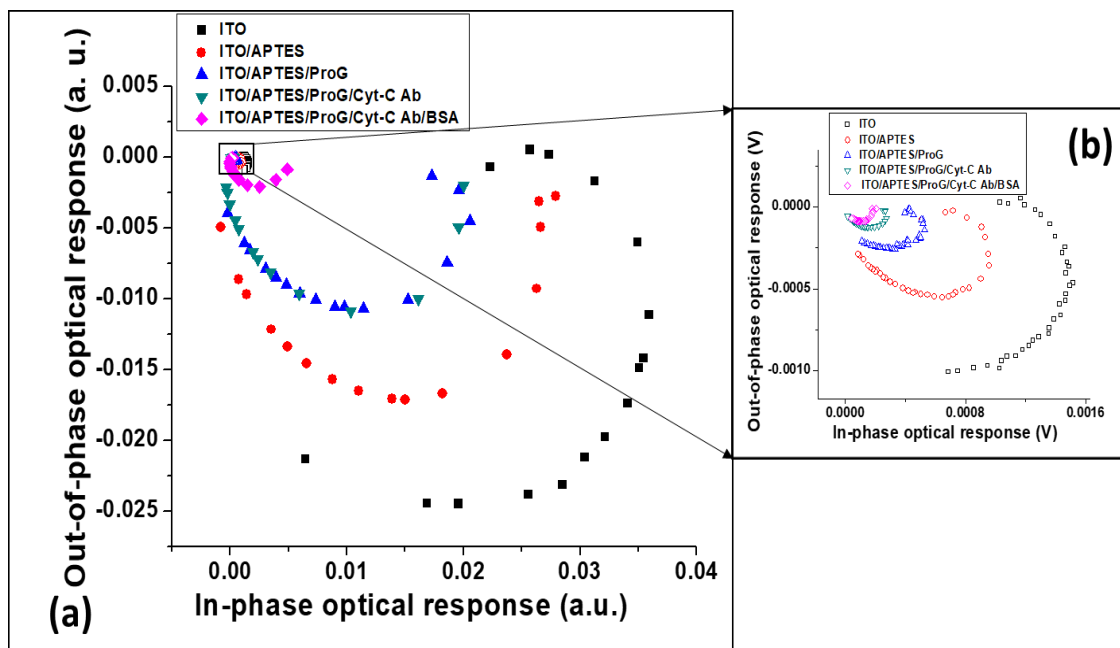 ITO
ITO/APTES
ITO/APTES/ProG
ITO/APTES/ProG/Cyt-C Ab
ITO/APTES/ProG/Cyt-C Ab/BSA
Out-of-phase optical response (a. u.)
0.005
0.000
-0.005
-0.010
-0.015
-0.020
-0.025
0.00 0.01 0.02 0.03 0.04
In-phase optical response (a.u.)
(a)
ITO
ITO/APTES
ITO/APTES/ProG
ITO/APTES/ProG/Cyt-C Ab
ITO/APTES/ProG/Cyt-C Ab/BSA
(b)
Out-of-phase optical response (V)
0.0000
-0.0005
-0.0010
0.0000 0.0008 0.0016
In-phase optical response (V)